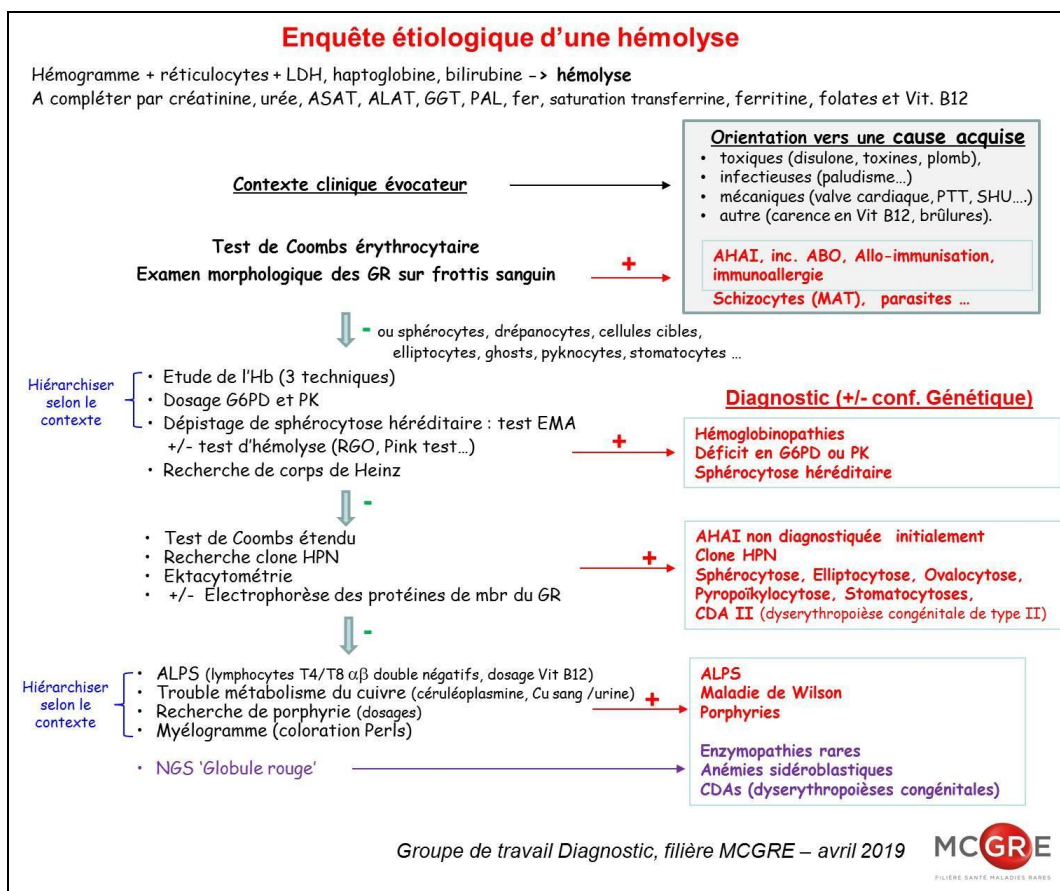 Enquête étiologique d'une hémolyse
Hémogramme + réticulocytes + LDH, haptoglobine, bilirubine -> hémolyse
A compléter par créatinine, urée, ASAT, ALAT, GGT, PAL, fer, saturation transferrine, ferritine, folates et Vit. B12
Contexte clinique évocateur
Orientation vers une cause acquise
• toxiques (disulone, toxines, plomb),
• infectieuses (paludisme…)
• mécaniques (valve cardiaque, PTT, SHU….)
• autre (carence en Vit B12, brûlures).
Test de Coombs érythrocytaire
Examen morphologique des GR sur frottis sanguin
+
AHAI, inc. ABO, Allo-immunisation,
immunoallergie
Schizocytes (MAT), parasites …
- ou sphérocytes, drépanocytes, cellules cibles,
elliptocytes, ghosts, pyknocytes, stomatocytes …
Hiérarchiser
selon le
contexte
• Etude de l'Hb (3 techniques)
• Dosage G6PD et PK
• Dépistage de sphérocytose héréditaire : test EMA
+/- test d'hémolyse (RGO, Pink test…)
• Recherche de corps de Heinz
+
Diagnostic (+/- conf. Génétique)
Hémoglobinopathies
Déficit en G6PD ou PK
Sphérocytose héréditaire
-
• Test de Coombs étendu
• Recherche clone HPN
• Ektacytométrie
• +/- Electrophorèse des protéines de mbr du GR
+
AHAI non diagnostiquée initialement
Clone HPN
Sphérocytose, Elliptocytose, Ovalocytose,
Pyropoïkylocytose, Stomatocytoses,
CDA II (dyserythropoièse congénitale de type II)
-
Hiérarchiser
selon le
contexte
• ALPS (lymphocytes T4/T8 αβ double négatifs, dosage Vit B12)
• Trouble métabolisme du cuivre (céruléoplasmine, Cu sang /urine)
• Recherche de porphyrie (dosages)
• Myélogramme (coloration Perls)
+
ALPS
Maladie de Wilson
Porphyries
• NGS 'Globule rouge'
Enzymopathies rares
Anémies sidéroblastiques
CDAs (dyserythropoièses congénitales)
Groupe de travail Diagnostic, filière MCGRE – avril 2019
MCGRE
FILIÈRE SANTÉ MALADIES RARES